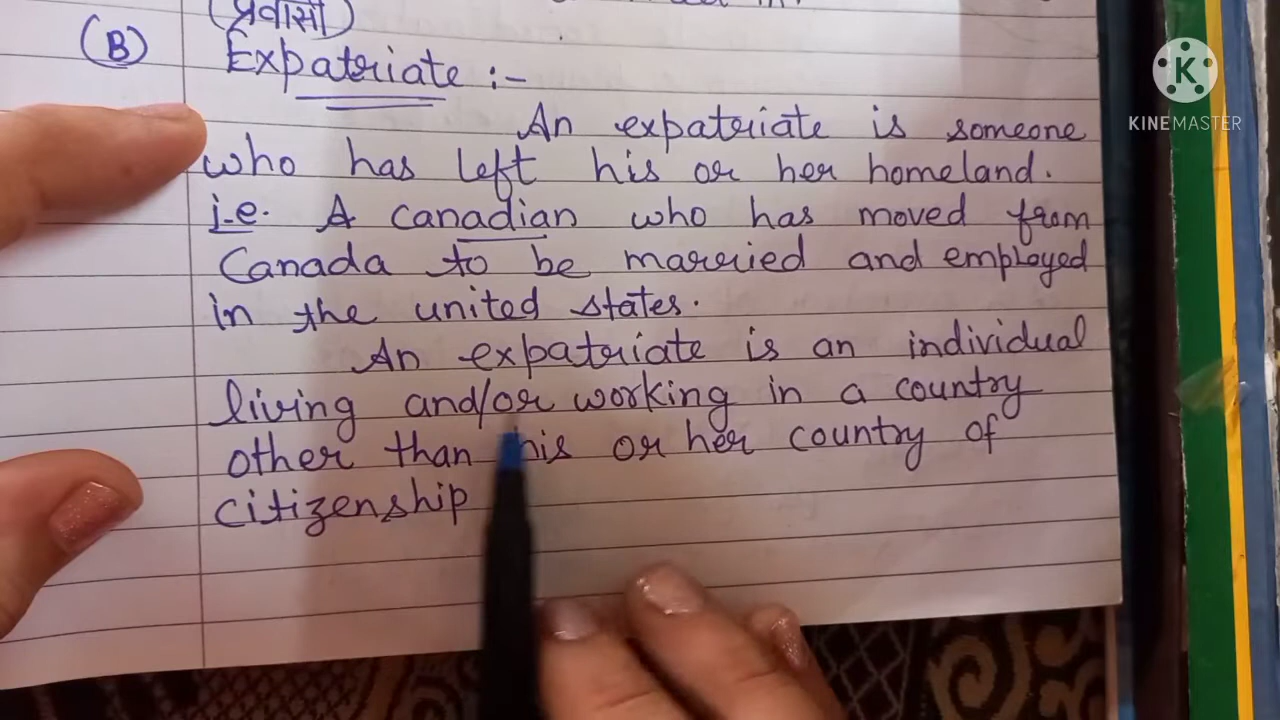 (प्रवासी)
(B) Expatriate :-
An expatriate is someone
who has left his or her homeland.
i.e. A canadian who has moved from
Canada to be married and employed
in the united states.
An expatriate is an individual
living and/or working in a country
other than his or her country of
citizenship
K
KINEMASTER